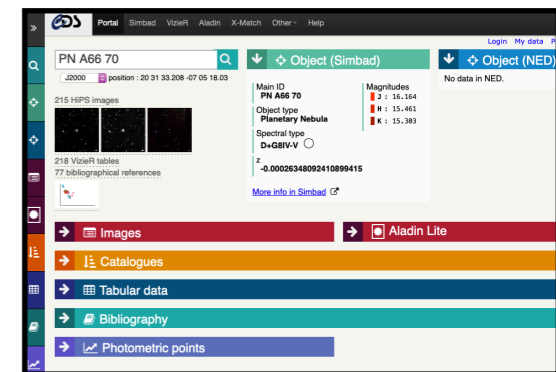 CDS Portal Simbad VizieR Aladin X-Match Other Help
Login My data P
PN A66 70
J2000 position : 20 31 33.208 -07 05 18.03
215 HiPS images
218 VizieR tables
77 bibliographical references
Object (Simbad)
Main ID
PN A66 70
Object type
Planetary Nebula
Spectral type
D+G8IV-V
z
-0.00026348092410899415
Magnitudes
J : 16.164
H : 15.461
K : 15.303
More info in Simbad
Object (NED)
No data in NED.
Images
Aladin Lite
Catalogues
Tabular data
Bibliography
Photometric points